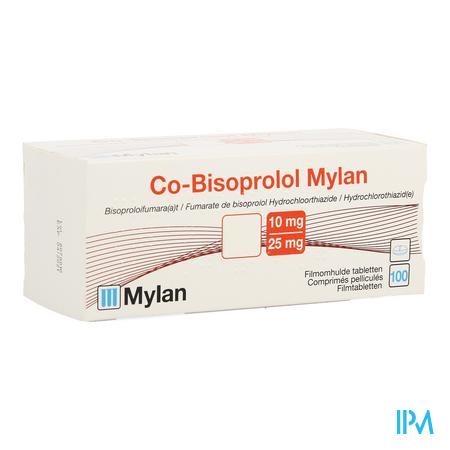 Co-Bisoprolol Mylan
Bisoprololfumara(a)t / Fumarate de bisoprolol Hydrochloorthiazide / Hydrochlorothiazid(e)
10 mg
25 mg
Filmomhulde tabletten
Comprimés pelliculés
Filmtabletten
100
Mylan
IPM